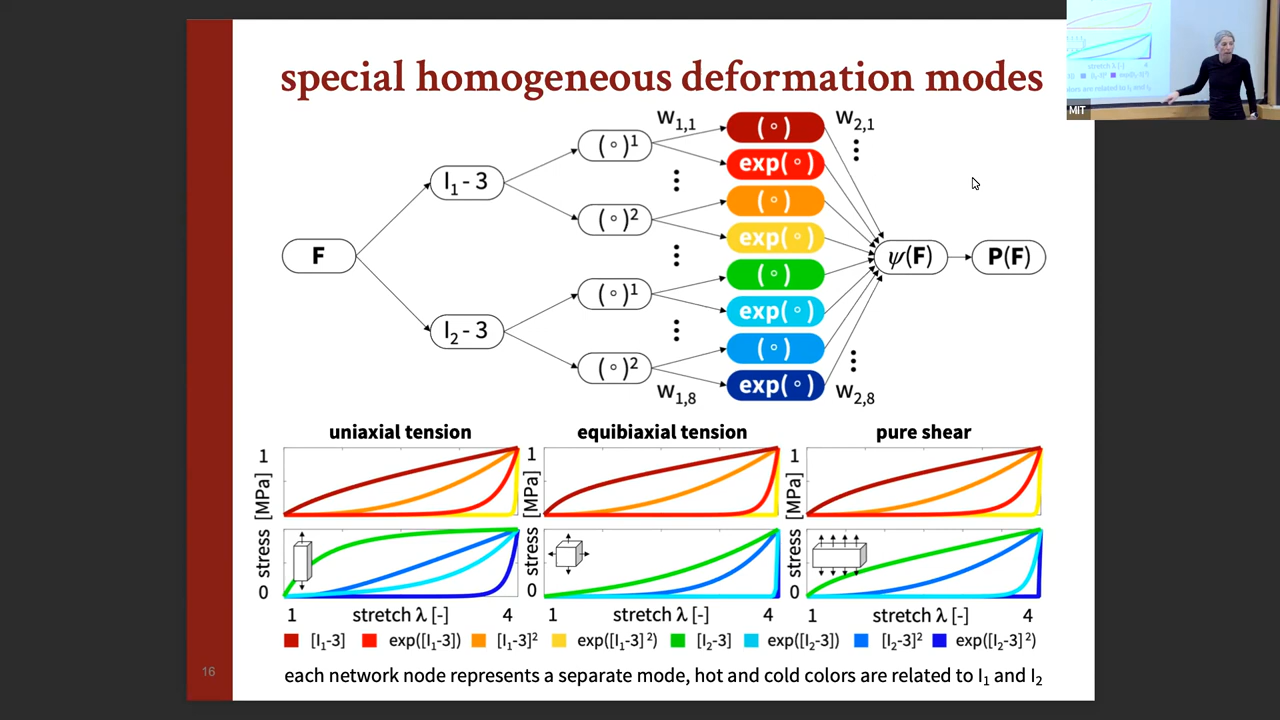 special homogeneous deformation modes
F
I1 - 3
I2 - 3
(∘)1
(∘)2
(∘)1
(∘)2
w1,1
⋮
⋮
⋮
w1,8
(∘)
exp(∘)
(∘)
exp(∘)
(∘)
exp(∘)
(∘)
exp(∘)
w2,1
⋮
⋮
w2,8
ψ(F)
P(F)
uniaxial tension
equibiaxial tension
pure shear
1
[MPa]
stress
0
1
stretch λ [-]
4
1
[MPa]
stress
0
1
stretch λ [-]
4
1
[MPa]
stress
0
1
stretch λ [-]
4
[I1-3] exp([I1-3]) [I1-3]2 exp([I1-3]2) [I2-3] exp([I2-3]) [I2-3]2 exp([I2-3]2)
each network node represents a separate mode, hot and cold colors are related to I1 and I2
16
MIT
stretch λ [-]
4